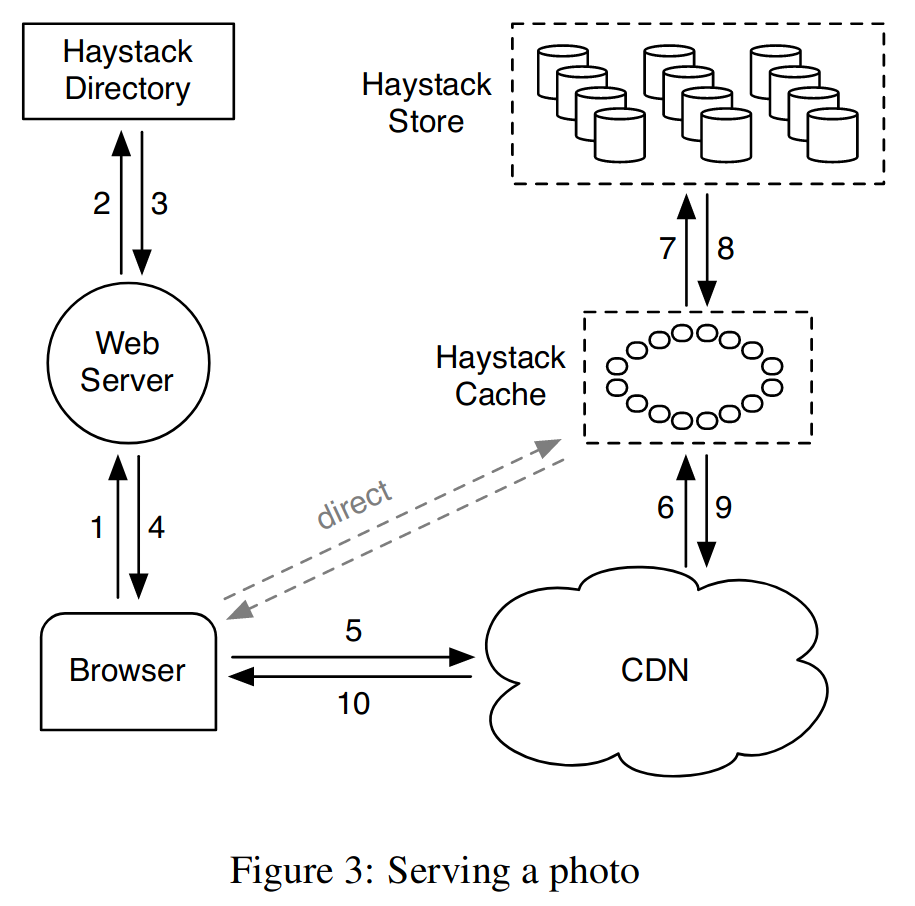 Haystack
Directory
Haystack
Store
2
3
7
8
Web
Server
Haystack
Cache
direct
1
4
6
9
5
Browser
CDN
10
Figure 3: Serving a photo